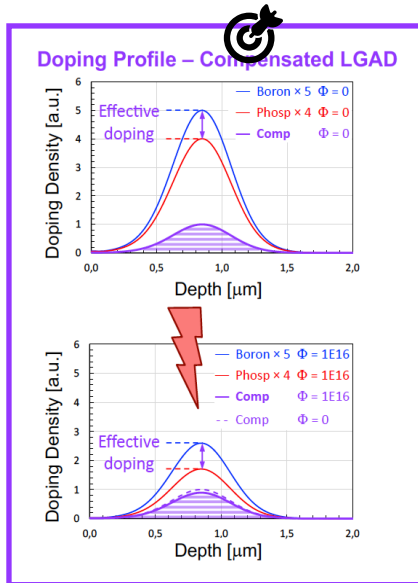 Doping Profile – Compensated LGAD
Doping Density [a.u.]
6
5
4
3
2
1
0
Effective
doping
Boron × 5 Φ = 0
Phosp × 4 Φ = 0
Comp Φ = 0
0,0 0,5 1,0 1,5 2,0
Depth [μm]
Doping Density [a.u.]
6
5
4
3
2
1
0
Effective
doping
Boron × 5 Φ = 1E16
Phosp × 4 Φ = 1E16
Comp Φ = 1E16
Comp Φ = 0
0,0 0,5 1,0 1,5 2,0
Depth [μm]